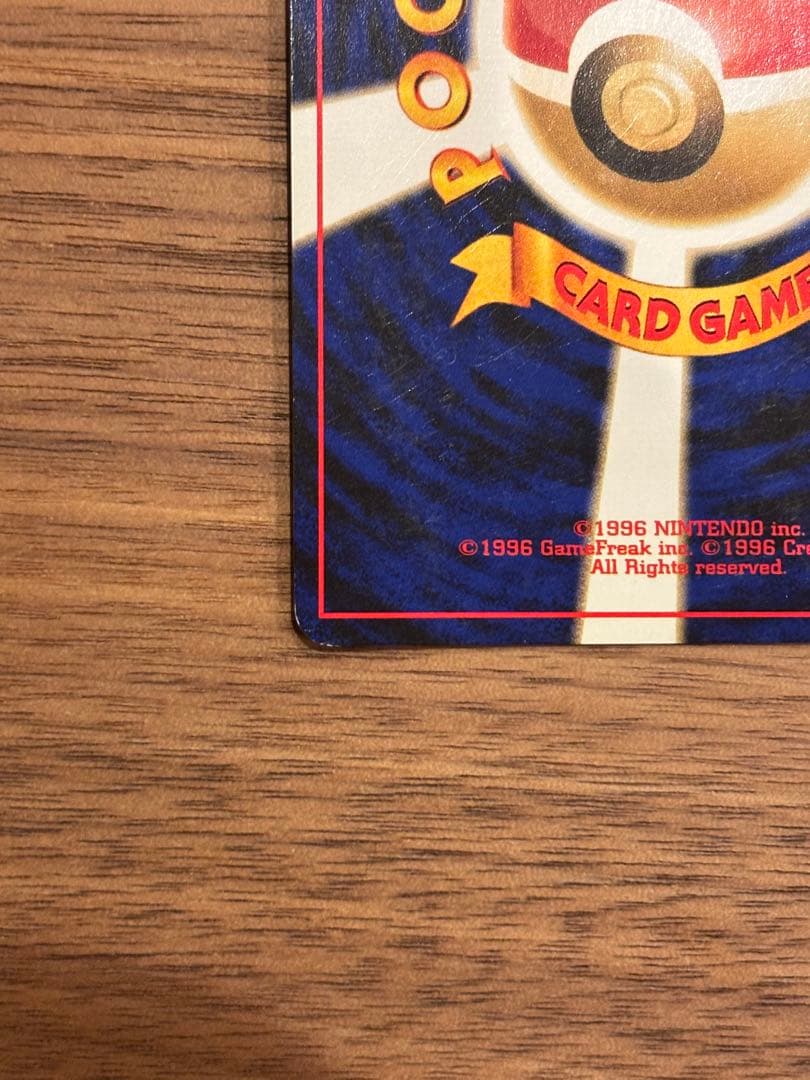 POC
CARD GAME
©1996 NINTENDO inc.
©1996 GameFreak inc. ©1996 Cre
All Rights reserved.